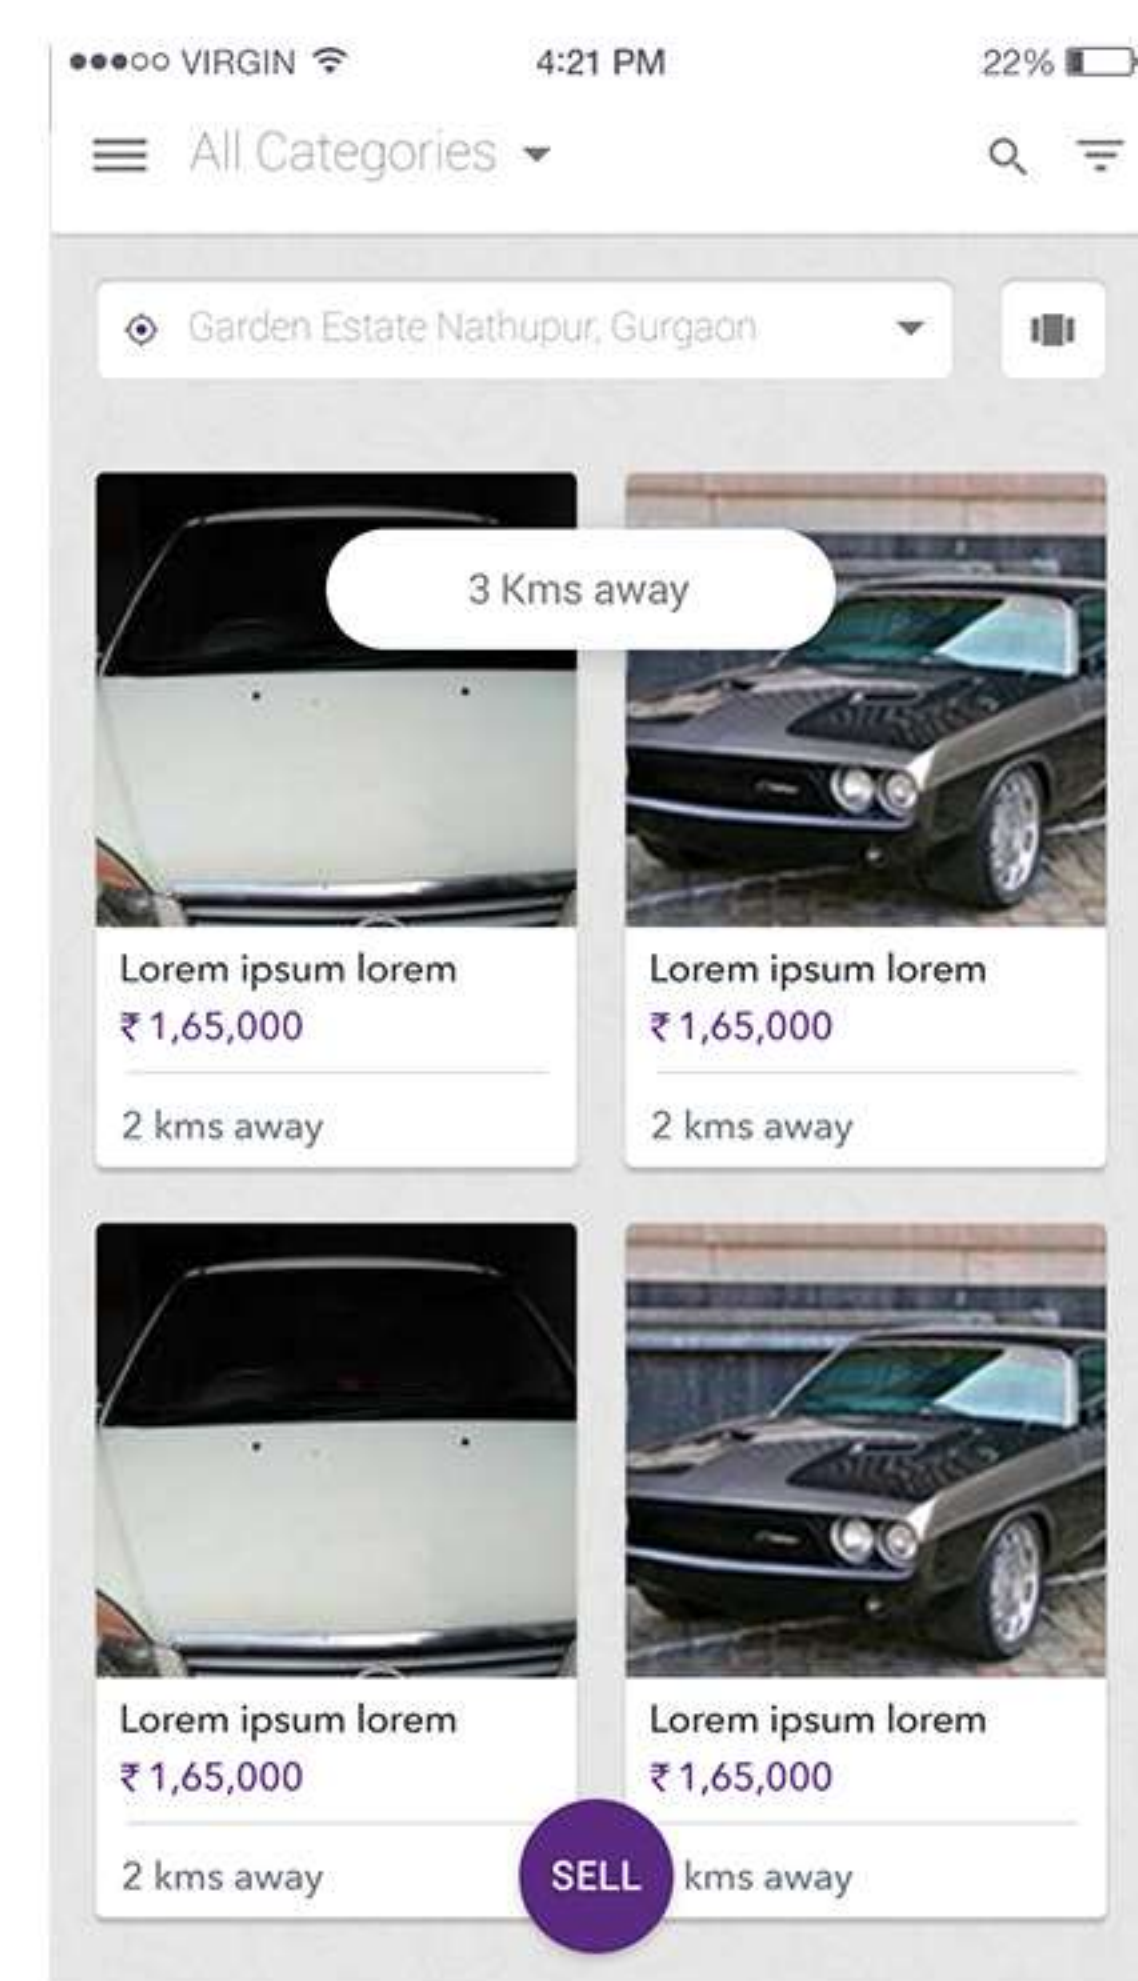 VIRGIN 4:21 PM 22%
All Categories
Garden Estate Nathupur, Gurgaon
3 Kms away
Lorem ipsum lorem
₹ 1,65,000
2 kms away
Lorem ipsum lorem
₹ 1,65,000
2 kms away
Lorem ipsum lorem
₹ 1,65,000
2 kms away
Lorem ipsum lorem
₹ 1,65,000
kms away
SELL